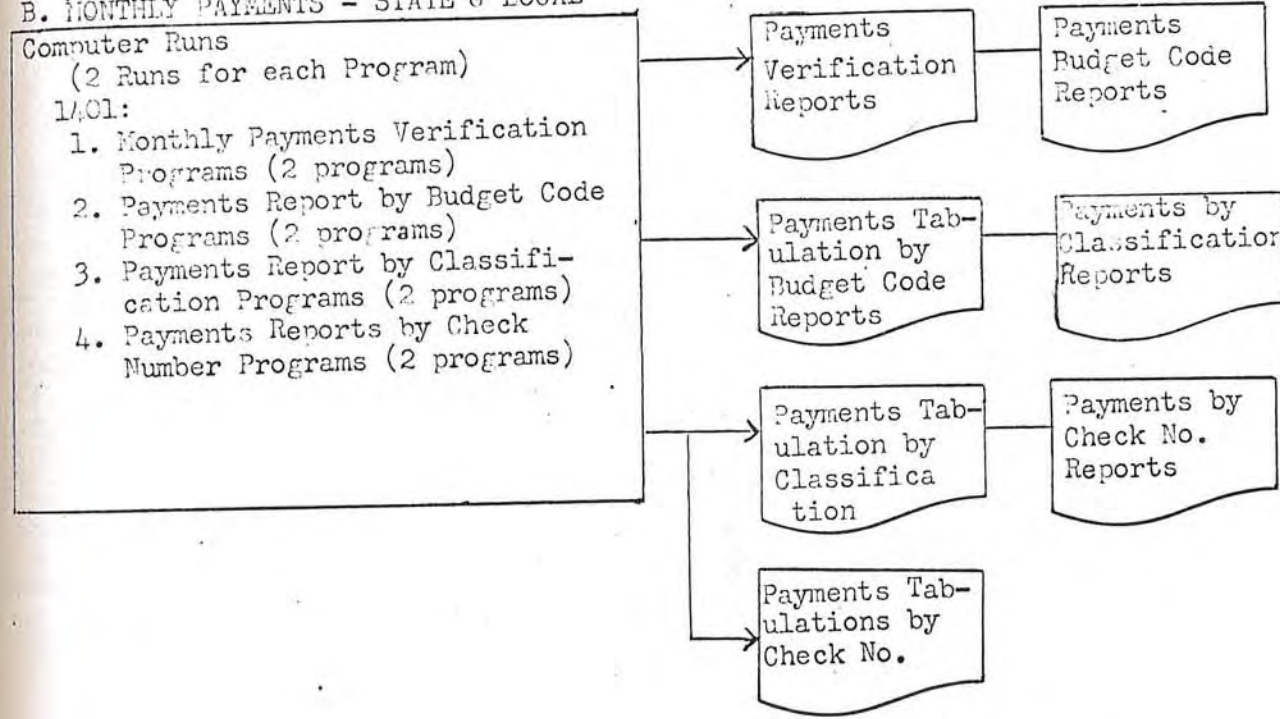 B. MONTHLY PAYMENTS - STATE & LOCAL
Computer Runs
(2 Runs for each Program)
1401:
1. Monthly Payments Verification
Programs (2 programs)
2. Payments Report by Budget Code
Programs (2 programs)
3. Payments Report by Classifi-
cation Programs (2 programs)
4. Payments Reports by Check
Number Programs (2 programs)
Payments
Verification
Reports
Payments
Budget Code
Reports
Payments Tab-
ulation by
Budget Code
Reports
Payments by
Classification
Reports
Payments Tab-
ulation by
Classifica
tion
Payments by
Check No.
Reports
Payments Tab-
ulations by
Check No.